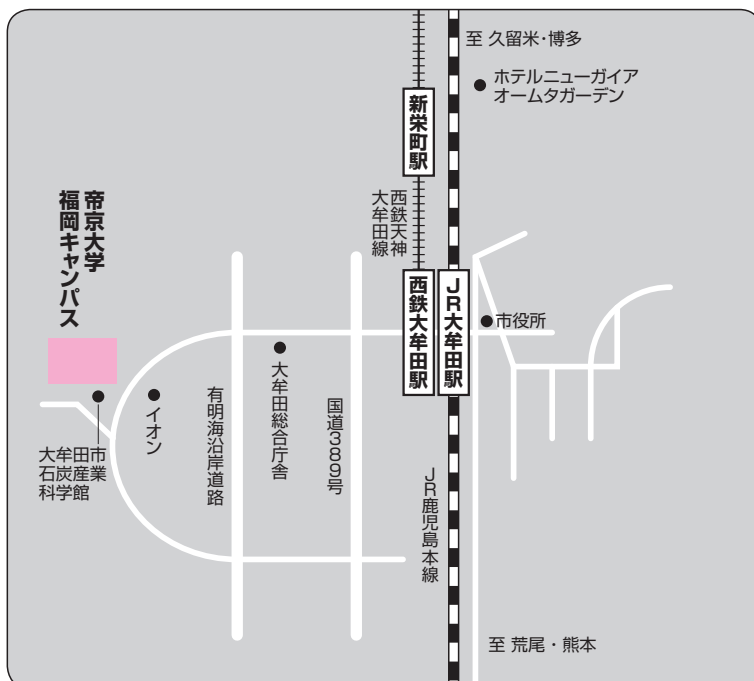 至 久留米・博多
ホテルニューガイア
オームタガーデン
新栄町駅
西鉄天神
大牟田線
帝京大学
福岡キャンパス
西鉄大牟田駅
JR大牟田駅
市役所
大牟田総合庁舎
イオン
有明海沿岸道路
国道389号
大牟田市
石炭産業
科学館
JR鹿児島本線
至 荒尾・熊本